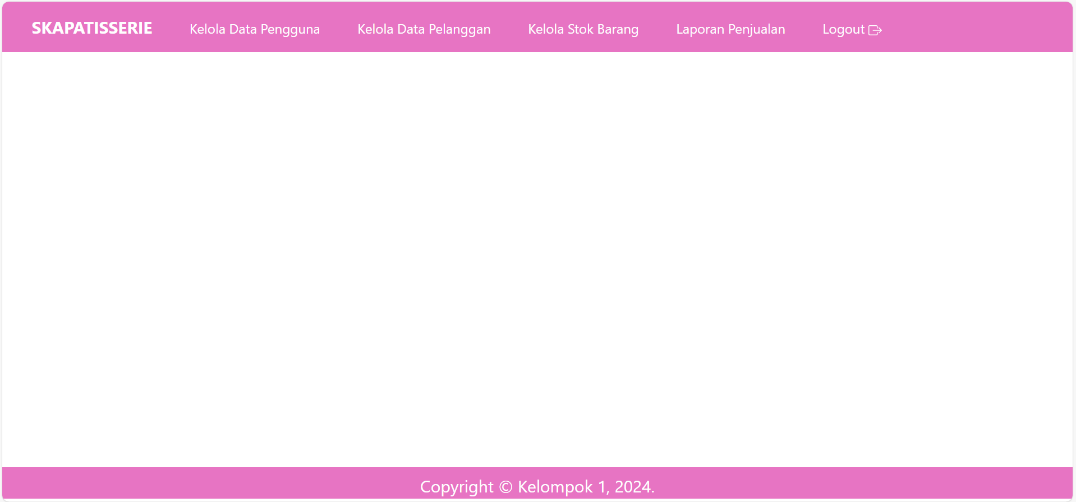 SKAPATISSERIE Kelola Data Pengguna Kelola Data Pelanggan Kelola Stok Barang Laporan Penjualan Logout
Copyright © Kelompok 1, 2024.